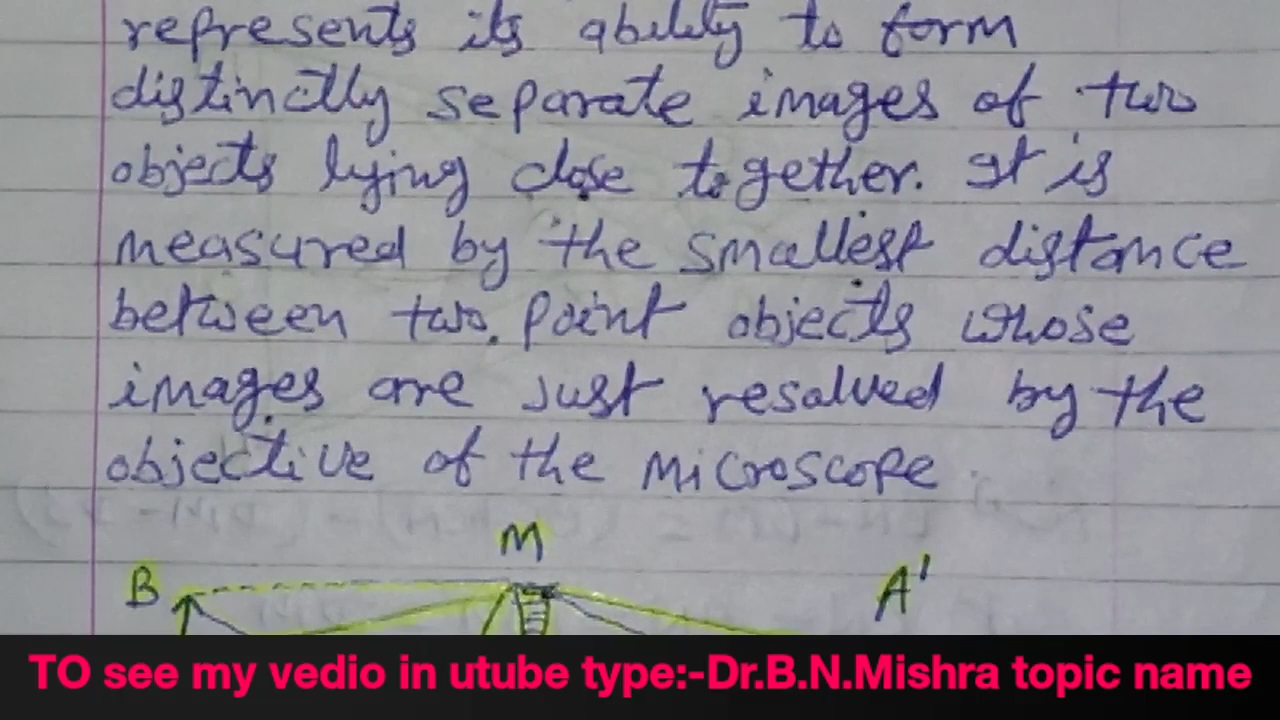 represents its ability to form
distinctly separate images of two
objects lying close together. It is
measured by the smallest distance
between two point objects whose
images are just resolved by the
objective of the microscope
M
B
A'
TO see my vedio in utube type:-Dr.B.N.Mishra topic name